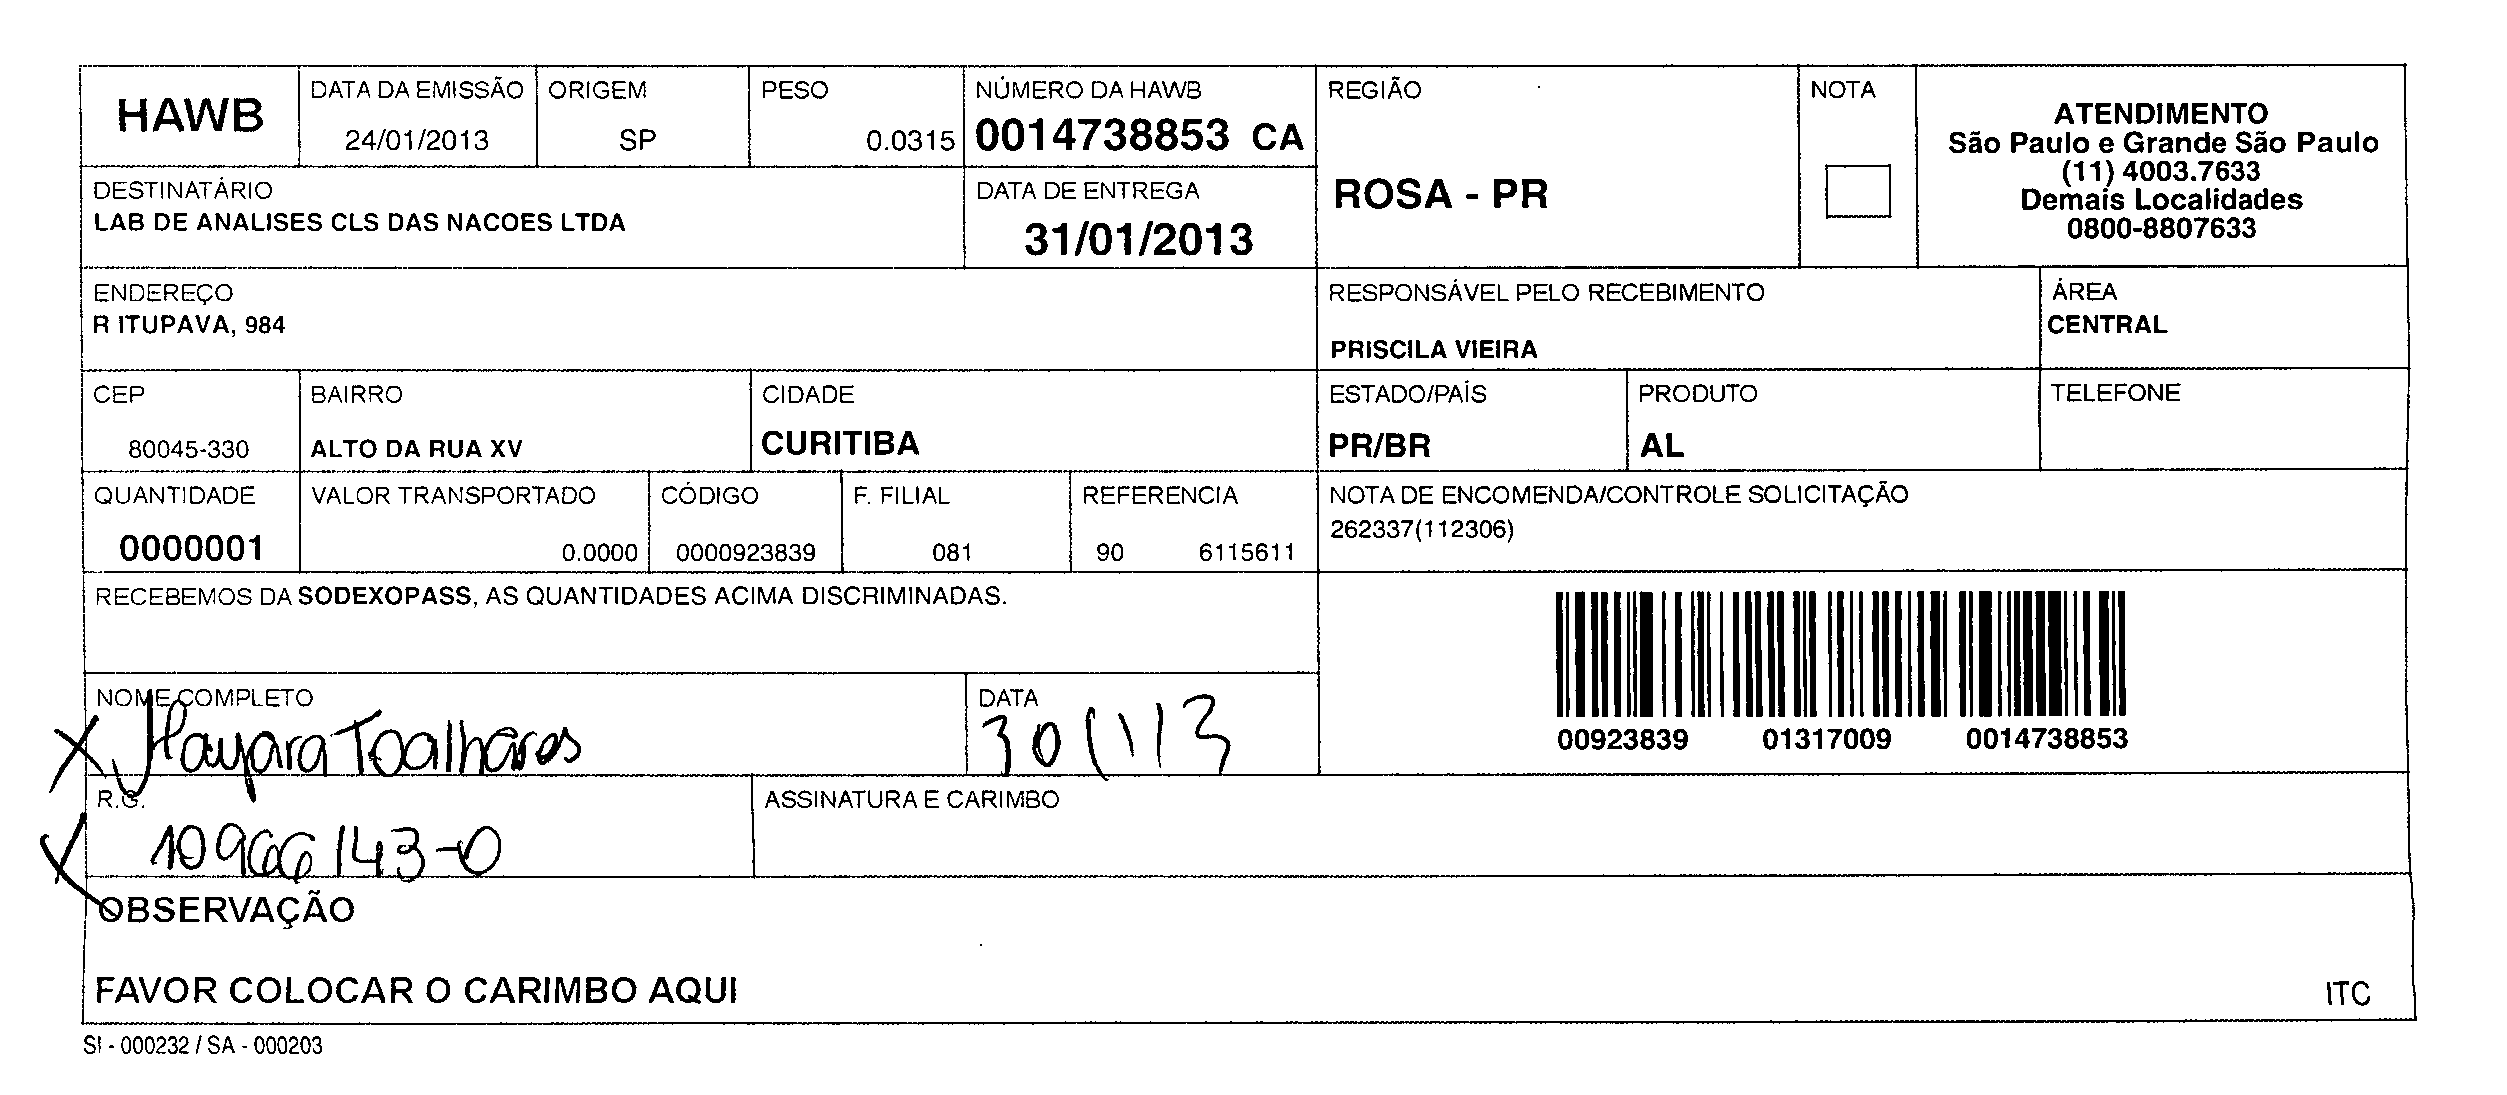 HAWB
DATA DA EMISSÃO
24/01/2013
ORIGEM
SP
PESO
0.0315
NÚMERO DA HAWB
0014738853 CA
REGIÃO
ROSA - PR
NOTA
ATENDIMENTO
São Paulo e Grande São Paulo
(11) 4003.7633
Demais Localidades
0800-8807633
DESTINATÁRIO
LAB DE ANALISES CLS DAS NACOES LTDA
DATA DE ENTREGA
31/01/2013
ENDEREÇO
R ITUPAVA, 984
RESPONSÁVEL PELO RECEBIMENTO
PRISCILA VIEIRA
ÁREA
CENTRAL
CEP
80045-330
BAIRRO
ALTO DA RUA XV
CIDADE
CURITIBA
ESTADO/PAÍS
PR/BR
PRODUTO
AL
TELEFONE
QUANTIDADE
0000001
VALOR TRANSPORTADO
0.0000
CÓDIGO
0000923839
F. FILIAL
081
REFERENCIA
90 6115611
NOTA DE ENCOMENDA/CONTROLE SOLICITAÇÃO
262337(112306)
RECEBEMOS DA SODEXOPASS, AS QUANTIDADES ACIMA DISCRIMINADAS.
00923839 01317009 0014738853
NOME COMPLETO
Mayara
DATA
30/1/13
R.G.
10966143-0
ASSINATURA E CARIMBO
OBSERVAÇÃO
FAVOR COLOCAR O CARIMBO AQUI
ITC
SI - 000232 / SA - 000203